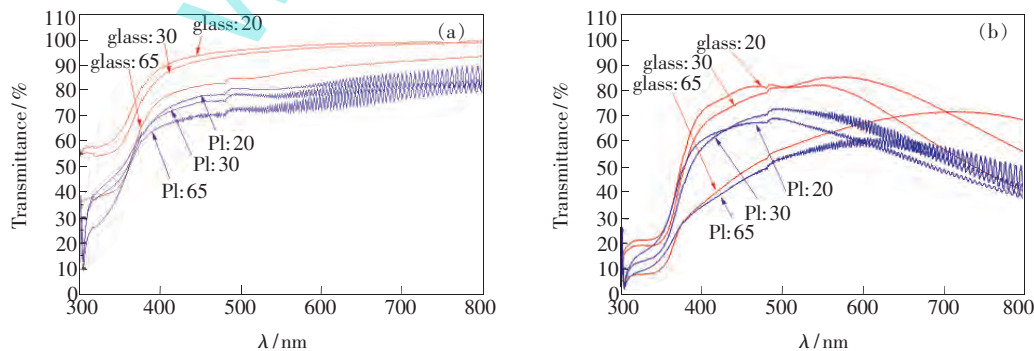 (a)
glass:20
glass:30
glass:65
Pl:20
Pl:30
Pl:65
Transmittance/%
110
100
90
80
70
60
50
40
30
20
10
0
300
400
500
600
700
800
λ/nm
(b)
glass:20
glass:30
glass:65
Pl:20
Pl:30
Pl:65
Transmittance/%
110
100
90
80
70
60
50
40
30
20
10
0
300
400
500
600
700
800
λ/nm